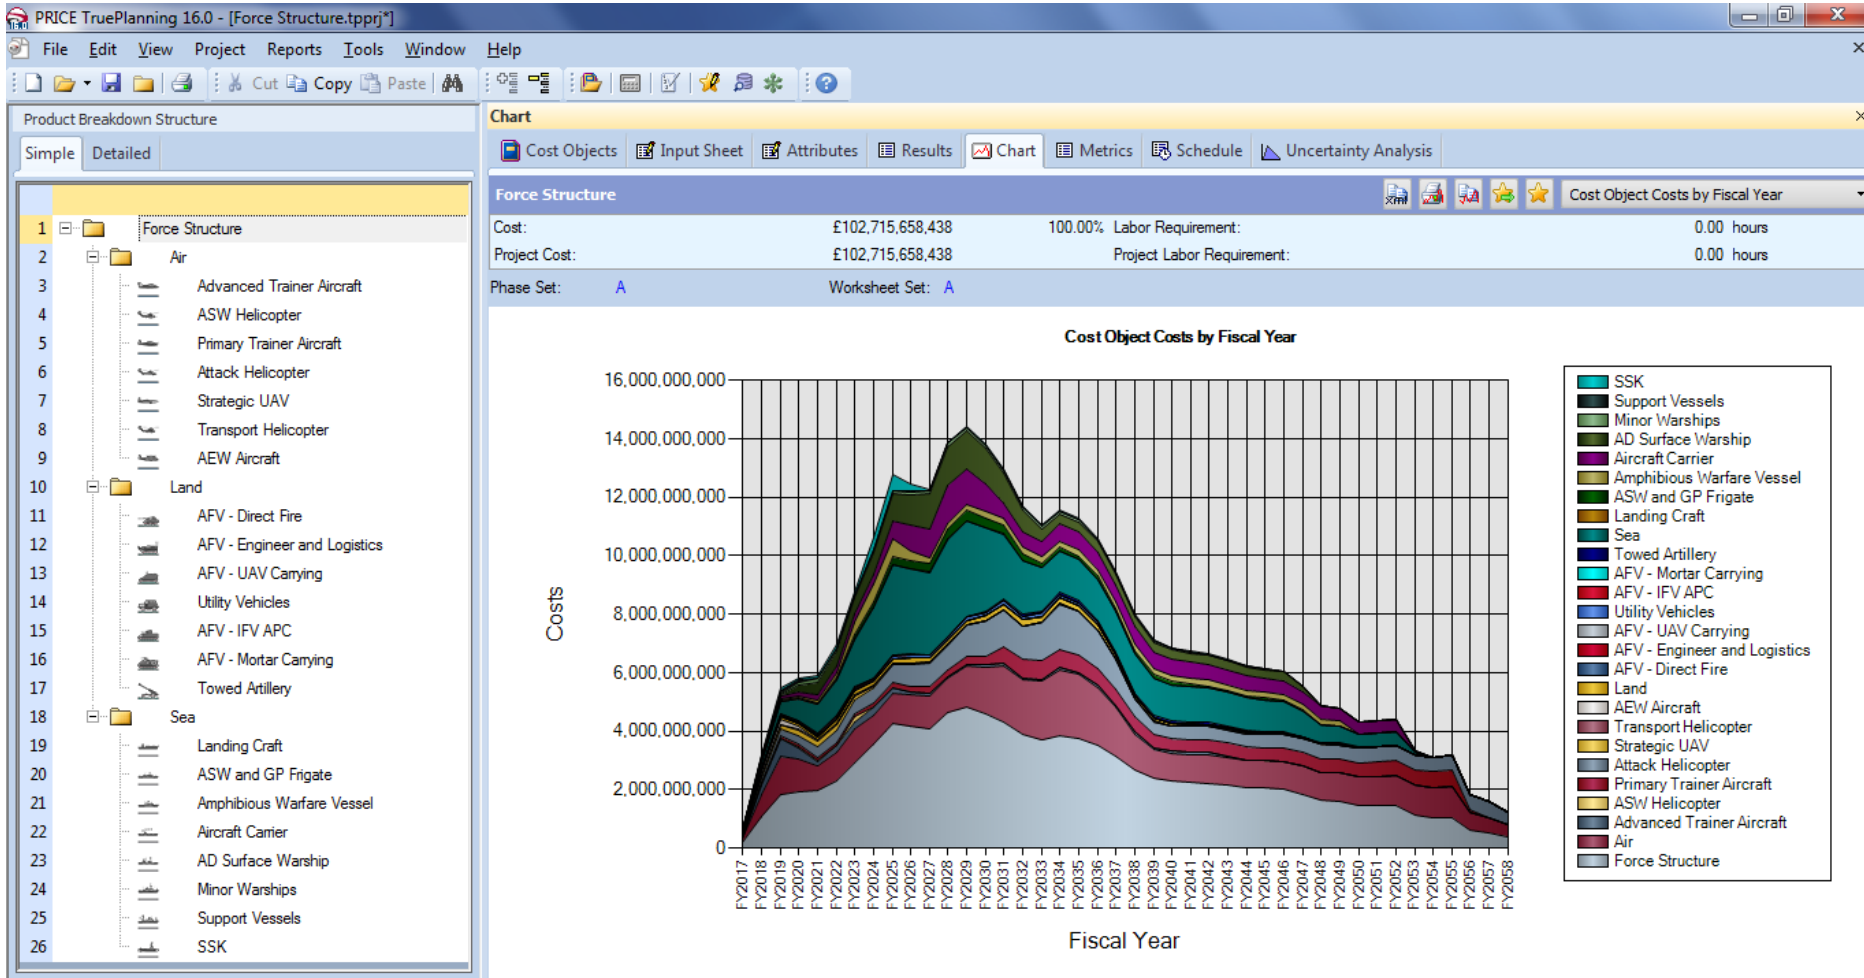 PRICE TruePlanning 16.0 - [Force Structure.tpprj*]
File Edit View Project Reports Tools Window Help
Cut Copy Paste
Product Breakdown Structure
Simple Detailed
1 Force Structure
2 Air
3 Advanced Trainer Aircraft
4 ASW Helicopter
5 Primary Trainer Aircraft
6 Attack Helicopter
7 Strategic UAV
8 Transport Helicopter
9 AEW Aircraft
10 Land
11 AFV - Direct Fire
12 AFV - Engineer and Logistics
13 AFV - UAV Carrying
14 Utility Vehicles
15 AFV - IFV APC
16 AFV - Mortar Carrying
17 Towed Artillery
18 Sea
19 Landing Craft
20 ASW and GP Frigate
21 Amphibious Warfare Vessel
22 Aircraft Carrier
23 AD Surface Warship
24 Minor Warships
25 Support Vessels
26 SSK
Chart
Cost Objects Input Sheet Attributes Results Chart Metrics Schedule Uncertainty Analysis
Force Structure
Cost Object Costs by Fiscal Year
Cost: £102,715,658,438 100.00% Labor Requirement: 0.00 hours
Project Cost: £102,715,658,438 Project Labor Requirement: 0.00 hours
Phase Set: A Worksheet Set: A
Cost Object Costs by Fiscal Year
16,000,000,000
14,000,000,000
12,000,000,000
10,000,000,000
8,000,000,000
6,000,000,000
4,000,000,000
2,000,000,000
0
Costs
FY2017
FY2018
FY2019
FY2020
FY2021
FY2022
FY2023
FY2024
FY2025
FY2026
FY2027
FY2028
FY2029
FY2030
FY2031
FY2032
FY2033
FY2034
FY2035
FY2036
FY2037
FY2038
FY2039
FY2040
FY2041
FY2042
FY2043
FY2044
FY2045
FY2046
FY2047
FY2048
FY2049
FY2050
FY2051
FY2052
FY2053
FY2054
FY2055
FY2056
FY2057
FY2058
Fiscal Year
SSK
Support Vessels
Minor Warships
AD Surface Warship
Aircraft Carrier
Amphibious Warfare Vessel
ASW and GP Frigate
Landing Craft
Sea
Towed Artillery
AFV - Mortar Carrying
AFV - IFV APC
Utility Vehicles
AFV - UAV Carrying
AFV - Engineer and Logistics
AFV - Direct Fire
Land
AEW Aircraft
Transport Helicopter
Strategic UAV
Attack Helicopter
Primary Trainer Aircraft
ASW Helicopter
Advanced Trainer Aircraft
Air
Force Structure